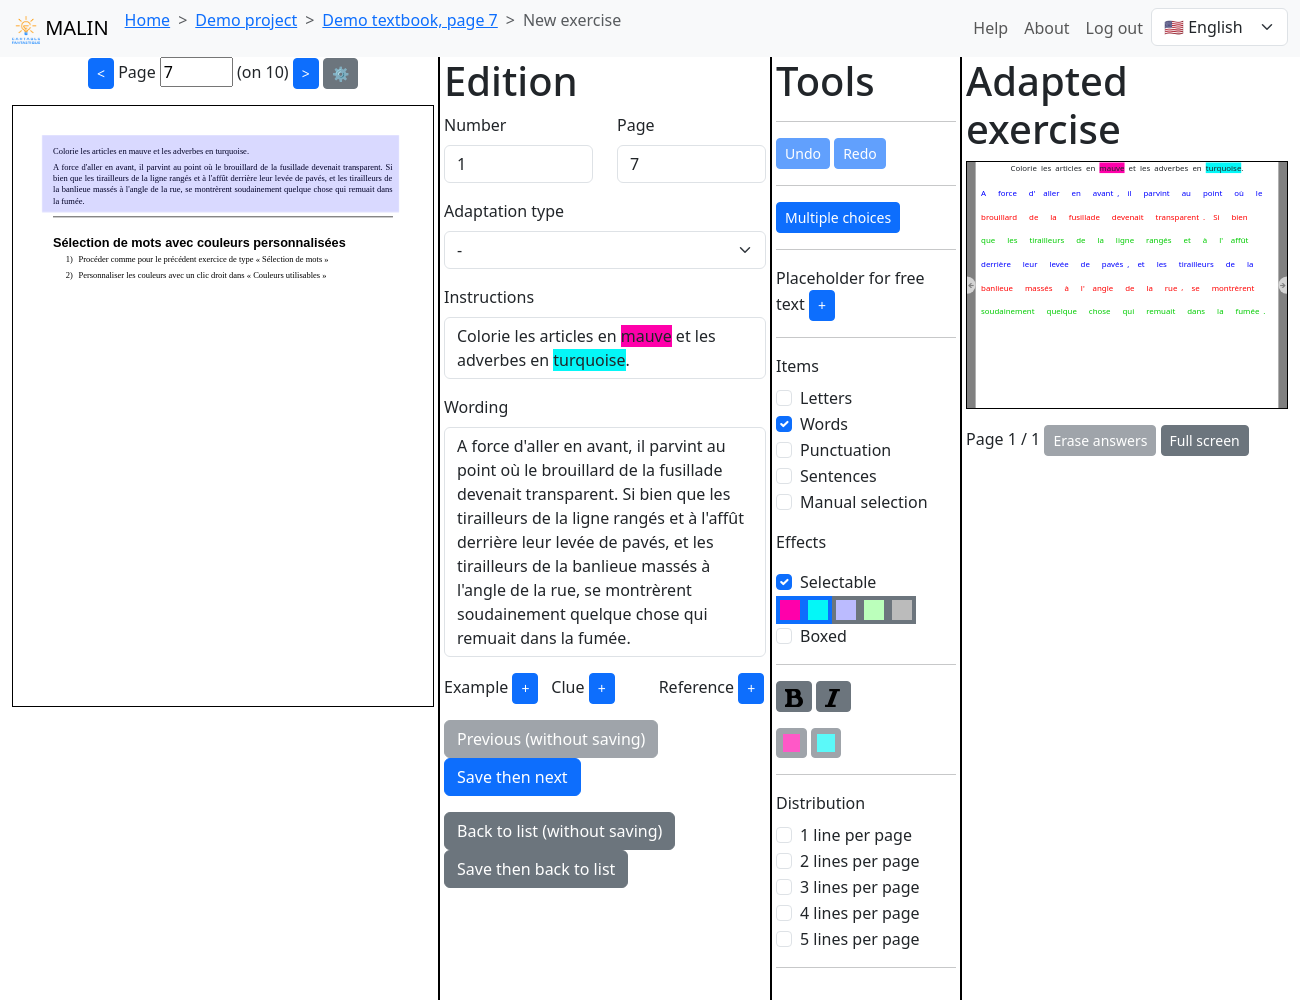 MALIN
Home > Demo project > Demo textbook, page 7 > New exercise
Help About Log out 🇺🇸 English
< Page 7 (on 10) > ⚙️
Colorie les articles en mauve et les adverbes en turquoise.
A force d'aller en avant, il parvint au point où le brouillard de la fusillade devenait transparent. Si
bien que les tirailleurs de la ligne rangés et à l'affût derrière leur levée de pavés, et les tirailleurs de
la banlieue massés à l'angle de la rue, se montrèrent soudainement quelque chose qui remuait dans
la fumée.
Sélection de mots avec couleurs personnalisées
1) Procéder comme pour le précédent exercice de type « Sélection de mots »
2) Personnaliser les couleurs avec un clic droit dans « Couleurs utilisables »
Edition
Number Page
1 7
Adaptation type
-
Instructions
Colorie les articles en mauve et les
adverbes en turquoise.
Wording
A force d'aller en avant, il parvint au
point où le brouillard de la fusillade
devenait transparent. Si bien que les
tirailleurs de la ligne rangés et à l'affût
derrière leur levée de pavés, et les
tirailleurs de la banlieue massés à
l'angle de la rue, se montrèrent
soudainement quelque chose qui
remuait dans la fumée.
Example + Clue + Reference +
Previous (without saving)
Save then next
Back to list (without saving)
Save then back to list
Tools
Undo Redo
Multiple choices
Placeholder for free
text +
Items
Letters
Words
Punctuation
Sentences
Manual selection
Effects
Selectable
Boxed
B I
Distribution
1 line per page
2 lines per page
3 lines per page
4 lines per page
5 lines per page
Adapted
exercise
Colorie les articles en mauve et les adverbes en turquoise.
A force d' aller en avant , il parvint au point où le
brouillard de la fusillade devenait transparent . Si bien
que les tirailleurs de la ligne rangés et à l' affût
derrière leur levée de pavés , et les tirailleurs de la
banlieue massés à l' angle de la rue , se montrèrent
soudainement quelque chose qui remuait dans la fumée .
Page 1 / 1 Erase answers Full screen